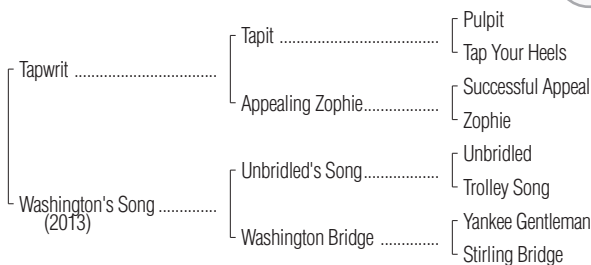 Pulpit
Tapit ........................................
Tap Your Heels
Tapwrit ....................................
Successful Appeal
Appealing Zophie...................
Zophie
Unbridled
Unbridled's Song...................
Trolley Song
Washington's Song ..............
(2013)
Yankee Gentleman
Washington Bridge ..............
Stirling Bridge